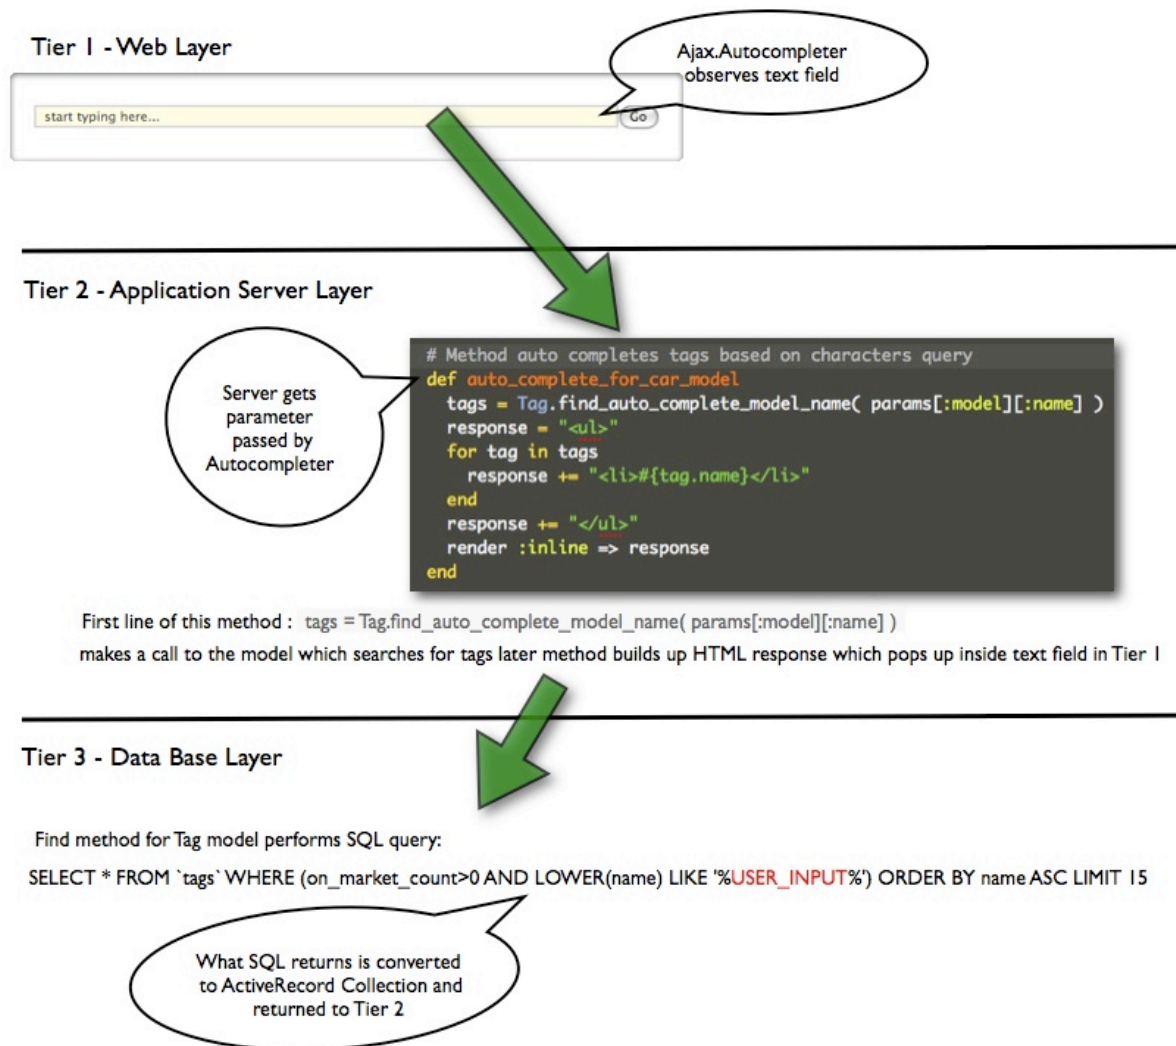 Tier 1 - Web Layer
Ajax.Autocompleter
observes text field
start typing here...
Go
Tier 2 - Application Server Layer
Server gets
parameter
passed by
Autocompleter
# Method auto completes tags based on characters query
def auto_complete_for_car_model
tags = Tag.find_auto_complete_model_name( params[:model][:name] )
response = "<ul>"
for tag in tags
response += "<li>#{tag.name}</li>"
end
response += "</ul>"
render :inline => response
end
First line of this method : tags = Tag.find_auto_complete_model_name( params[:model][:name] )
makes a call to the model which searches for tags later method builds up HTML response which pops up inside text field in Tier 1
Tier 3 - Data Base Layer
Find method for Tag model performs SQL query:
SELECT * FROM `tags` WHERE (on_market_count>0 AND LOWER(name) LIKE '%USER_INPUT%') ORDER BY name ASC LIMIT 15
What SQL returns is converted
to ActiveRecord Collection and
returned to Tier 2